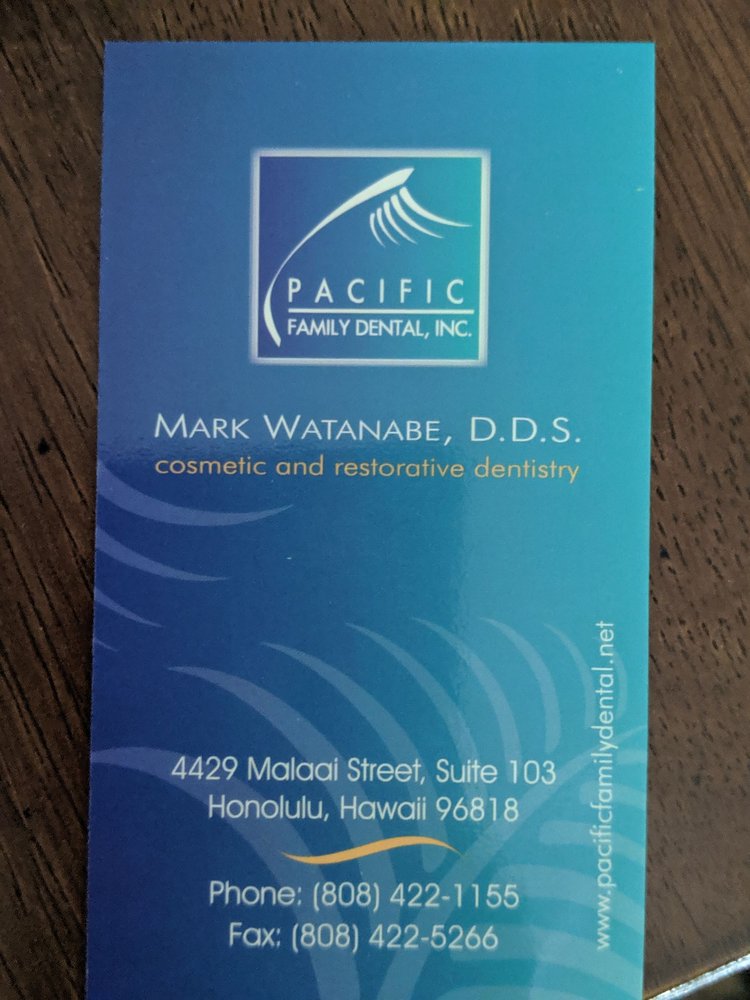 PACIFIC
FAMILY DENTAL, INC.
MARK WATANABE, D.D.S.
cosmetic and restorative dentistry
4429 Malaai Street, Suite 103
Honolulu, Hawaii 96818
Phone: (808) 422-1155
Fax: (808) 422-5266
www.pacificfamilydental.net